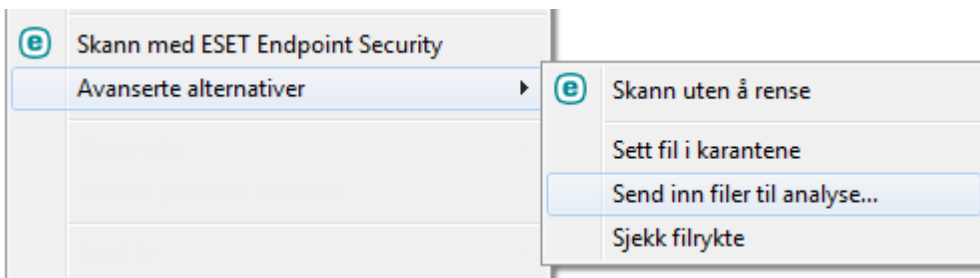 Skann med ESET Endpoint Security
Avanserte alternativer
Skann uten å rense
Sett fil i karantene
Send inn filer til analyse...
Sjekk filrykte